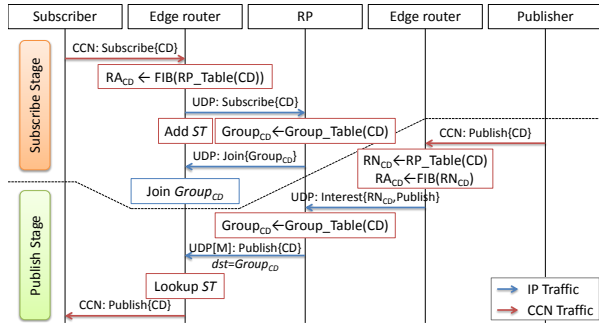 Subscriber
Edge router
RP
Edge router
Publisher
Subscribe Stage
CCN: Subscribe{CD}
RA_CD ← FIB(RP_Table(CD))
UDP: Subscribe{CD}
Add ST
Group_CD←Group_Table(CD)
CCN: Publish{CD}
UDP: Join{Group_CD}
RN_CD←RP_Table(CD)
RA_CD←FIB(RN_CD)
Join Group_CD
UDP: Interest{RN_CD,Publish}
Publish Stage
Group_CD←Group_Table(CD)
UDP[M]: Publish{CD}
dst=Group_CD
Lookup ST
CCN: Publish{CD}
IP Traffic
CCN Traffic